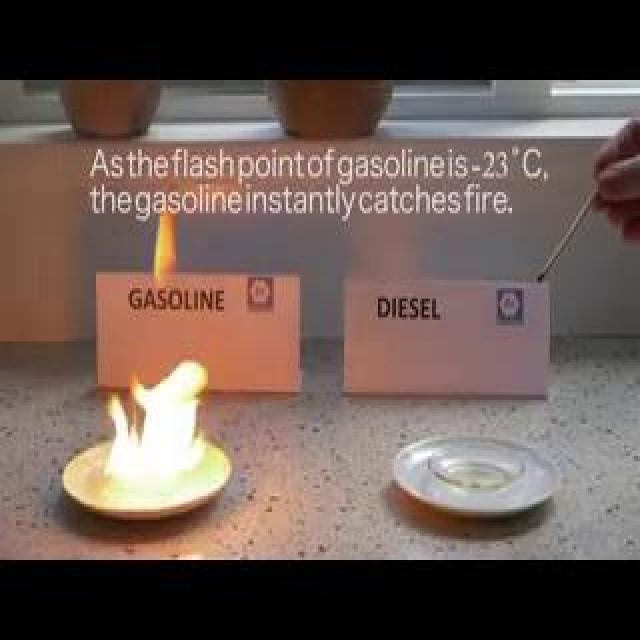 As the flash point of gasoline is -23°C,
the gasoline instantly catches fire.
GASOLINE
DIESEL